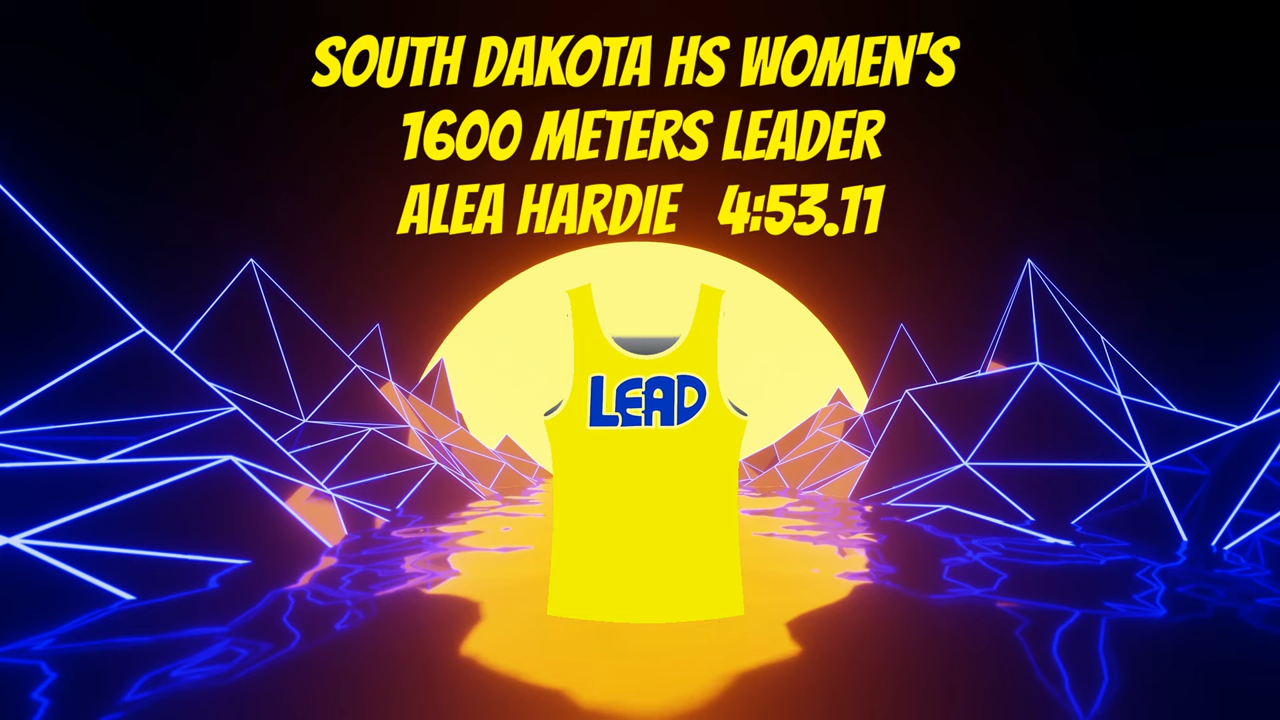 SOUTH DAKOTA HS WOMEN'S
1600 METERS LEADER
ALEA HARDIE 4:53.11
LEAD